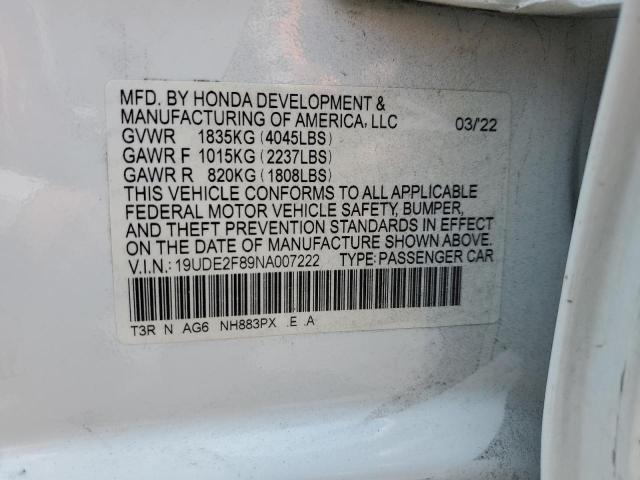 MFD. BY HONDA DEVELOPMENT &
MANUFACTURING OF AMERICA, LLC 03/'22
GVWR 1835KG (4045LBS)
GAWR F 1015KG (2237LBS)
GAWR R 820KG (1808LBS)
THIS VEHICLE CONFORMS TO ALL APPLICABLE
FEDERAL MOTOR VEHICLE SAFETY, BUMPER,
AND THEFT PREVENTION STANDARDS IN EFFECT
ON THE DATE OF MANUFACTURE SHOWN ABOVE.
V.I.N.: 19UDE2F89NA007222 TYPE: PASSENGER CAR
T3R N AG6 NH883PX .E .A